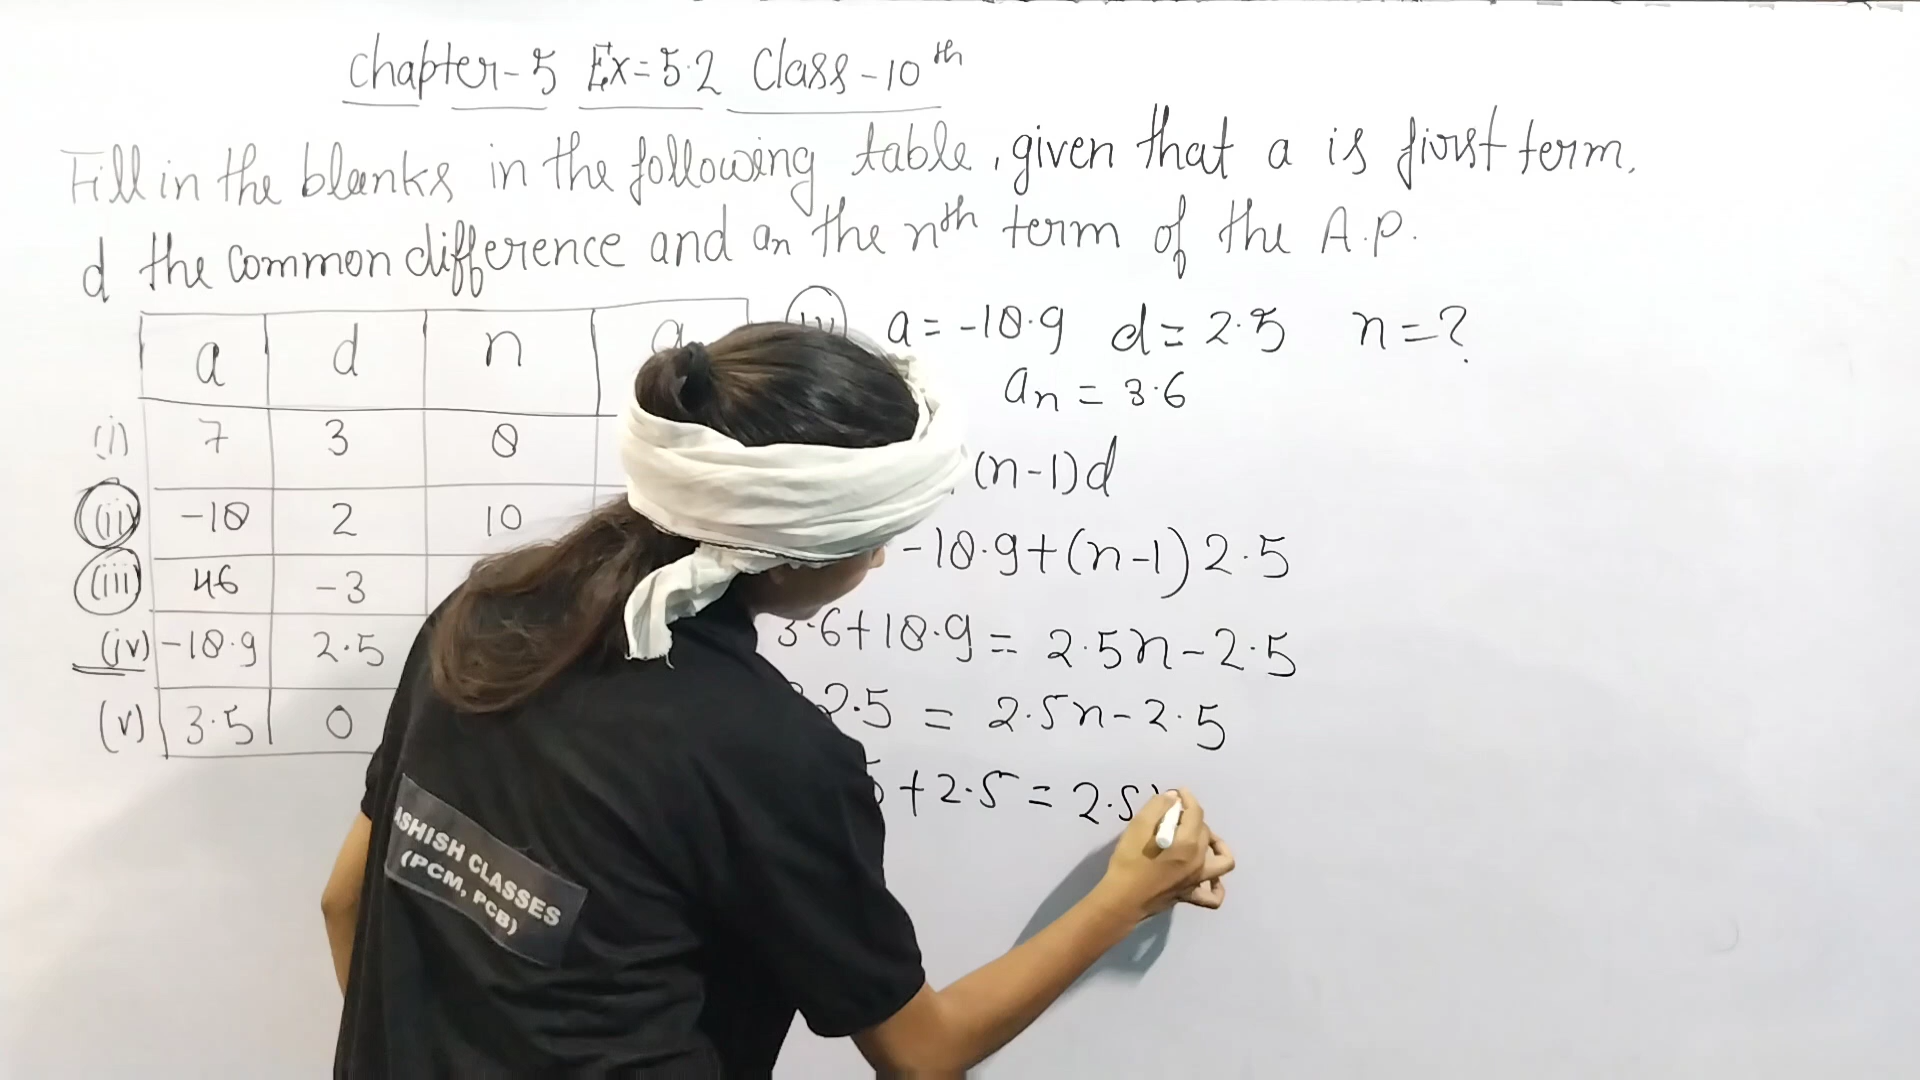 Chapter-5 Ex=5.2 Class-10th
Fill in the blanks in the following table, given that a is first term,
d the common difference and an the nth term of the A.P.
a d n a
(i) 7 3 8
(ii) -18 2 10
(iii) 46 -3
(iv) -18.9 2.5
(v) 3.5 0
(iv) a = -18.9 d = 2.5 n = ?
an = 3.6
(n-1)d
-18.9+(n-1)2.5
3.6+18.9 = 2.5n-2.5
2.5 = 2.5n-2.5
+2.5 = 2.5
ASHISH CLASSES
(PCM, PCB)